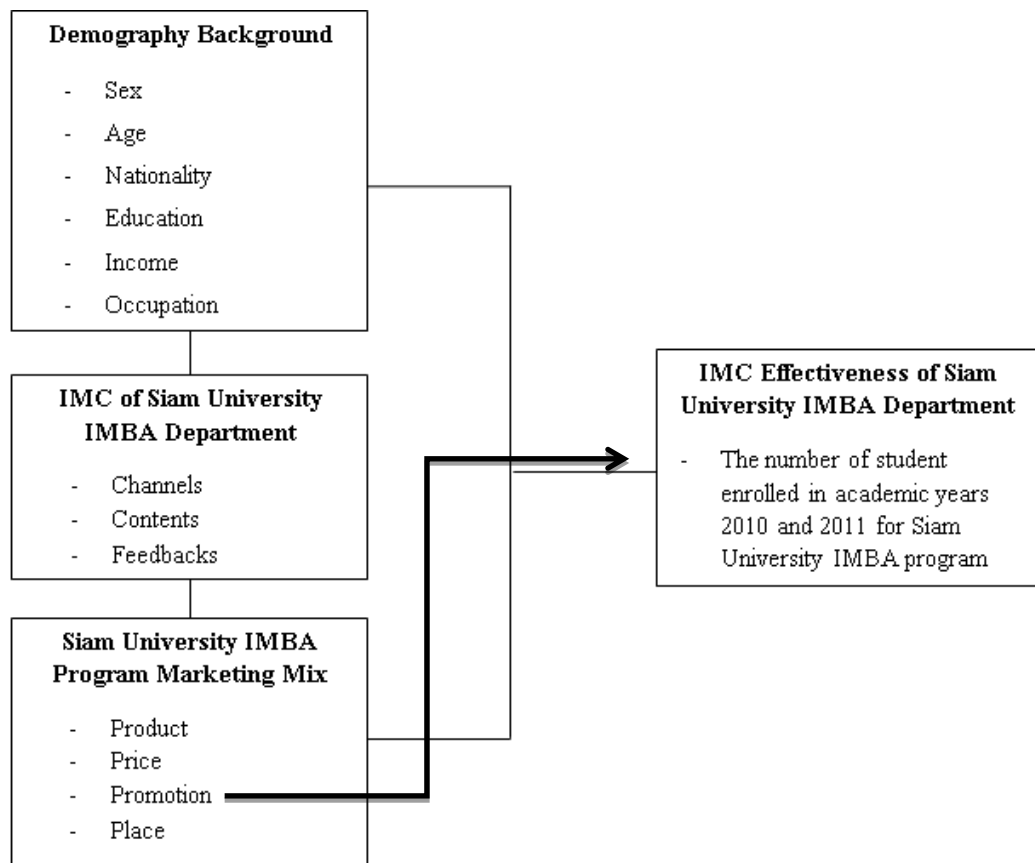 Demography Background
- Sex
- Age
- Nationality
- Education
- Income
- Occupation
IMC of Siam University
IMBA Department
- Channels
- Contents
- Feedbacks
Siam University IMBA
Program Marketing Mix
- Product
- Price
- Promotion
- Place
IMC Effectiveness of Siam
University IMBA Department
- The number of student
enrolled in academic years
2010 and 2011 for Siam
University IMBA program